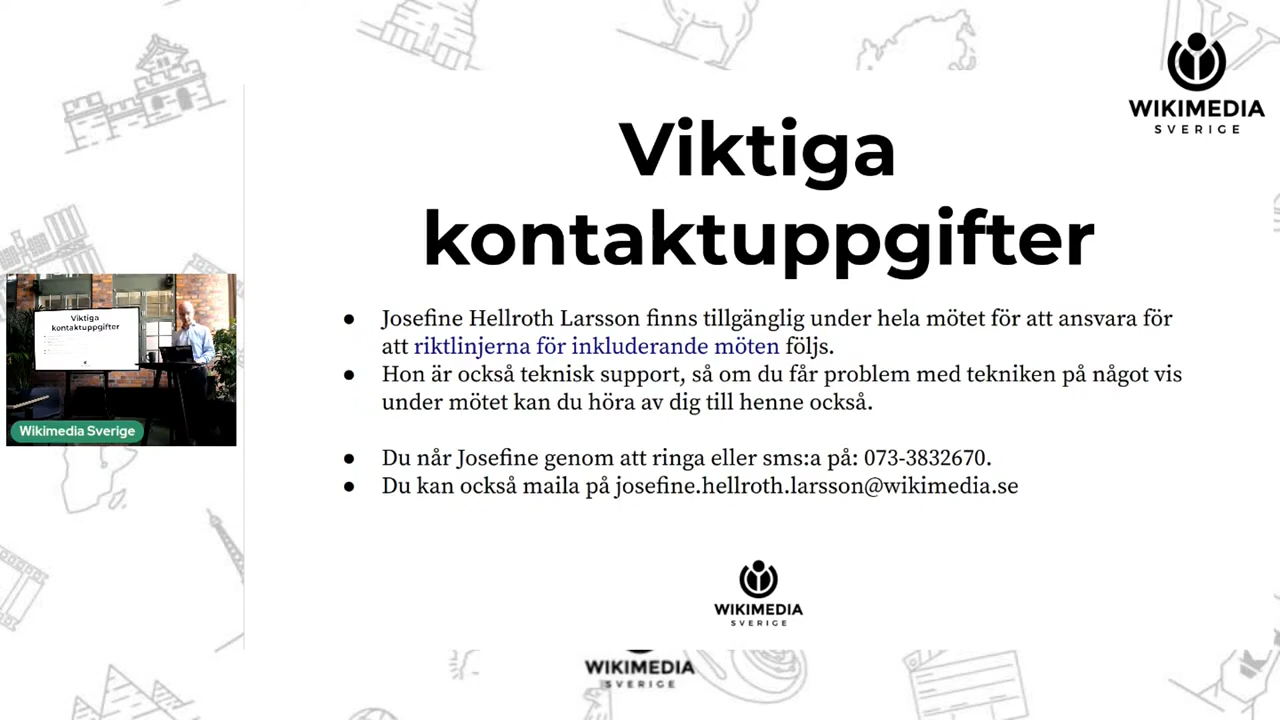 WIKIMEDIA
SVERIGE
Viktiga
kontaktuppgifter
● Josefine Hellroth Larsson finns tillgänglig under hela mötet för att ansvara för
att riktlinjerna för inkluderande möten följs.
● Hon är också teknisk support, så om du får problem med tekniken på något vis
under mötet kan du höra av dig till henne också.
● Du når Josefine genom att ringa eller sms:a på: 073-3832670.
● Du kan också maila på josefine.hellroth.larsson@wikimedia.se
Viktiga
kontaktuppgifter
Wikimedia Sverige
WIKIMEDIA
SVERIGE
WIKIMEDIA
SVERIGE